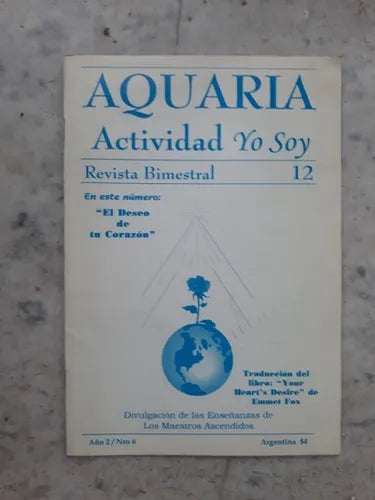 AQUARIA
Actividad Yo Soy
Revista Bimestral 12
En este número:
"El Deseo
de
tu Corazón"
Traducción del
libro: "Your
Heart's Desire" de
Emmet Fox
Divulgación de las Enseñanzas de
Los Maestros Ascendidos
Año 2 / Nro 6 Argentina $4